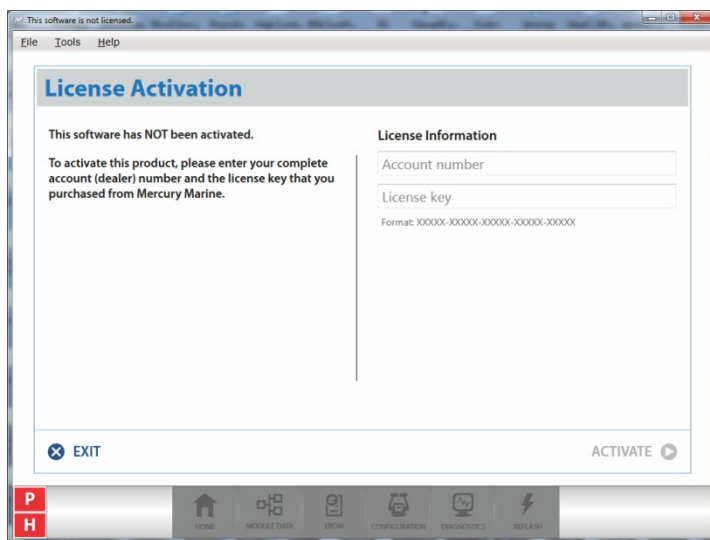 This software is not licensed.
File Tools Help
License Activation
This software has NOT been activated.
To activate this product, please enter your complete
account (dealer) number and the license key that you
purchased from Mercury Marine.
License Information
Account number
License key
Format: XXXXX-XXXXX-XXXXX-XXXXX-XXXXX
EXIT
ACTIVATE
P
H
HOME MODULE DATA EROM CONFIGURATION DIAGNOSTICS REFLASH